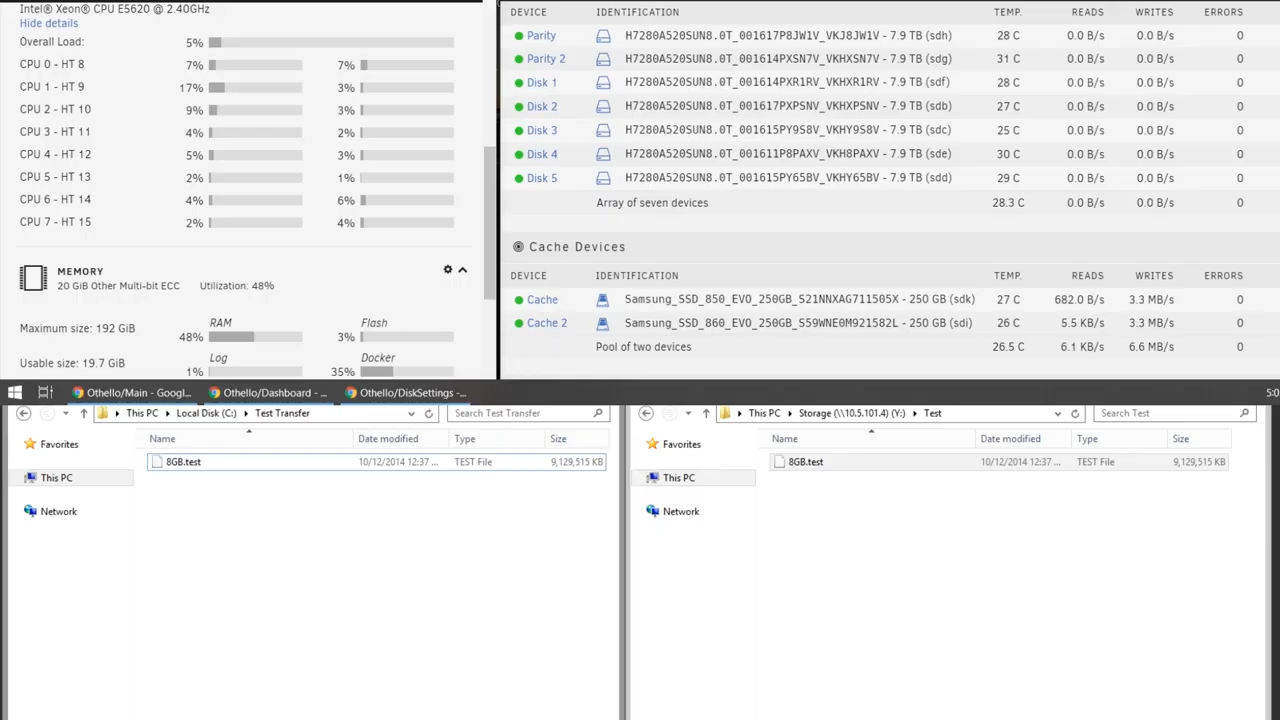 Intel® Xeon® CPU E5620 @ 2.40GHz
Hide details
Overall Load: 5%
CPU 0 - HT 8 7% 7%
CPU 1 - HT 9 17% 3%
CPU 2 - HT 10 9% 3%
CPU 3 - HT 11 4% 2%
CPU 4 - HT 12 5% 3%
CPU 5 - HT 13 2% 1%
CPU 6 - HT 14 4% 6%
CPU 7 - HT 15 2% 4%
MEMORY
20 GiB Other Multi-bit ECC Utilization: 48%
RAM Flash
Maximum size: 192 GiB 48% 3%
Log Docker
Usable size: 19.7 GiB 1% 35%
DEVICE IDENTIFICATION TEMP. READS WRITES ERRORS
Parity H7280A520SUN8.0T_001617P8JW1V_VKJ8JW1V - 7.9 TB (sdh) 28 C 0.0 B/s 0.0 B/s 0
Parity 2 H7280A520SUN8.0T_001614PXSN7V_VKHXSN7V - 7.9 TB (sdg) 31 C 0.0 B/s 0.0 B/s 0
Disk 1 H7280A520SUN8.0T_001614PXR1RV_VKHXR1RV - 7.9 TB (sdf) 28 C 0.0 B/s 0.0 B/s 0
Disk 2 H7280A520SUN8.0T_001617PXPSNV_VKHXPSNV - 7.9 TB (sdb) 27 C 0.0 B/s 0.0 B/s 0
Disk 3 H7280A520SUN8.0T_001615PY9S8V_VKHY9S8V - 7.9 TB (sdc) 25 C 0.0 B/s 0.0 B/s 0
Disk 4 H7280A520SUN8.0T_001611P8PAXV_VKH8PAXV - 7.9 TB (sde) 30 C 0.0 B/s 0.0 B/s 0
Disk 5 H7280A520SUN8.0T_001615PY65BV_VKHY65BV - 7.9 TB (sdd) 29 C 0.0 B/s 0.0 B/s 0
Array of seven devices 28.3 C 0.0 B/s 0.0 B/s 0
Cache Devices
DEVICE IDENTIFICATION TEMP. READS WRITES ERRORS
Cache Samsung_SSD_850_EVO_250GB_S21NNXAG711505X - 250 GB (sdk) 27 C 682.0 B/s 3.3 MB/s 0
Cache 2 Samsung_SSD_860_EVO_250GB_S59WNE0M921582L - 250 GB (sdi) 26 C 5.5 KB/s 3.3 MB/s 0
Pool of two devices 26.5 C 6.1 KB/s 6.6 MB/s 0
Othello/Main - Googl... Othello/Dashboard - ... Othello/DiskSettings -... 5:0
This PC Local Disk (C:) Test Transfer Search Test Transfer
Name Date modified Type Size
Favorites
8GB.test 10/12/2014 12:37 ... TEST File 9,129,515 KB
This PC
Network
This PC Storage (\\10.5.101.4) (Y:) Test Search Test
Name Date modified Type Size
Favorites
8GB.test 10/12/2014 12:37 ... TEST File 9,129,515 KB
This PC
Network